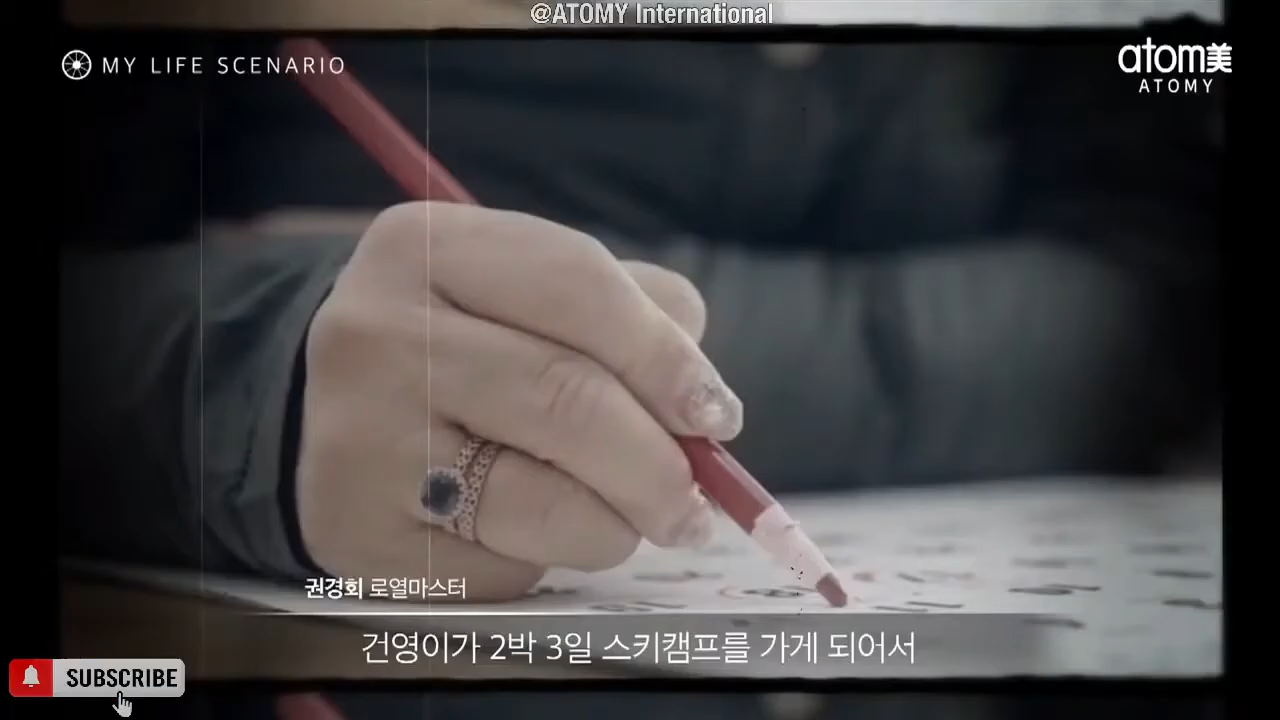 @ATOMY International
MY LIFE SCENARIO
atom美
ATOMY
권경회 로열마스터
건영이가 2박 3일 스키캠프를 가게 되어서
SUBSCRIBE